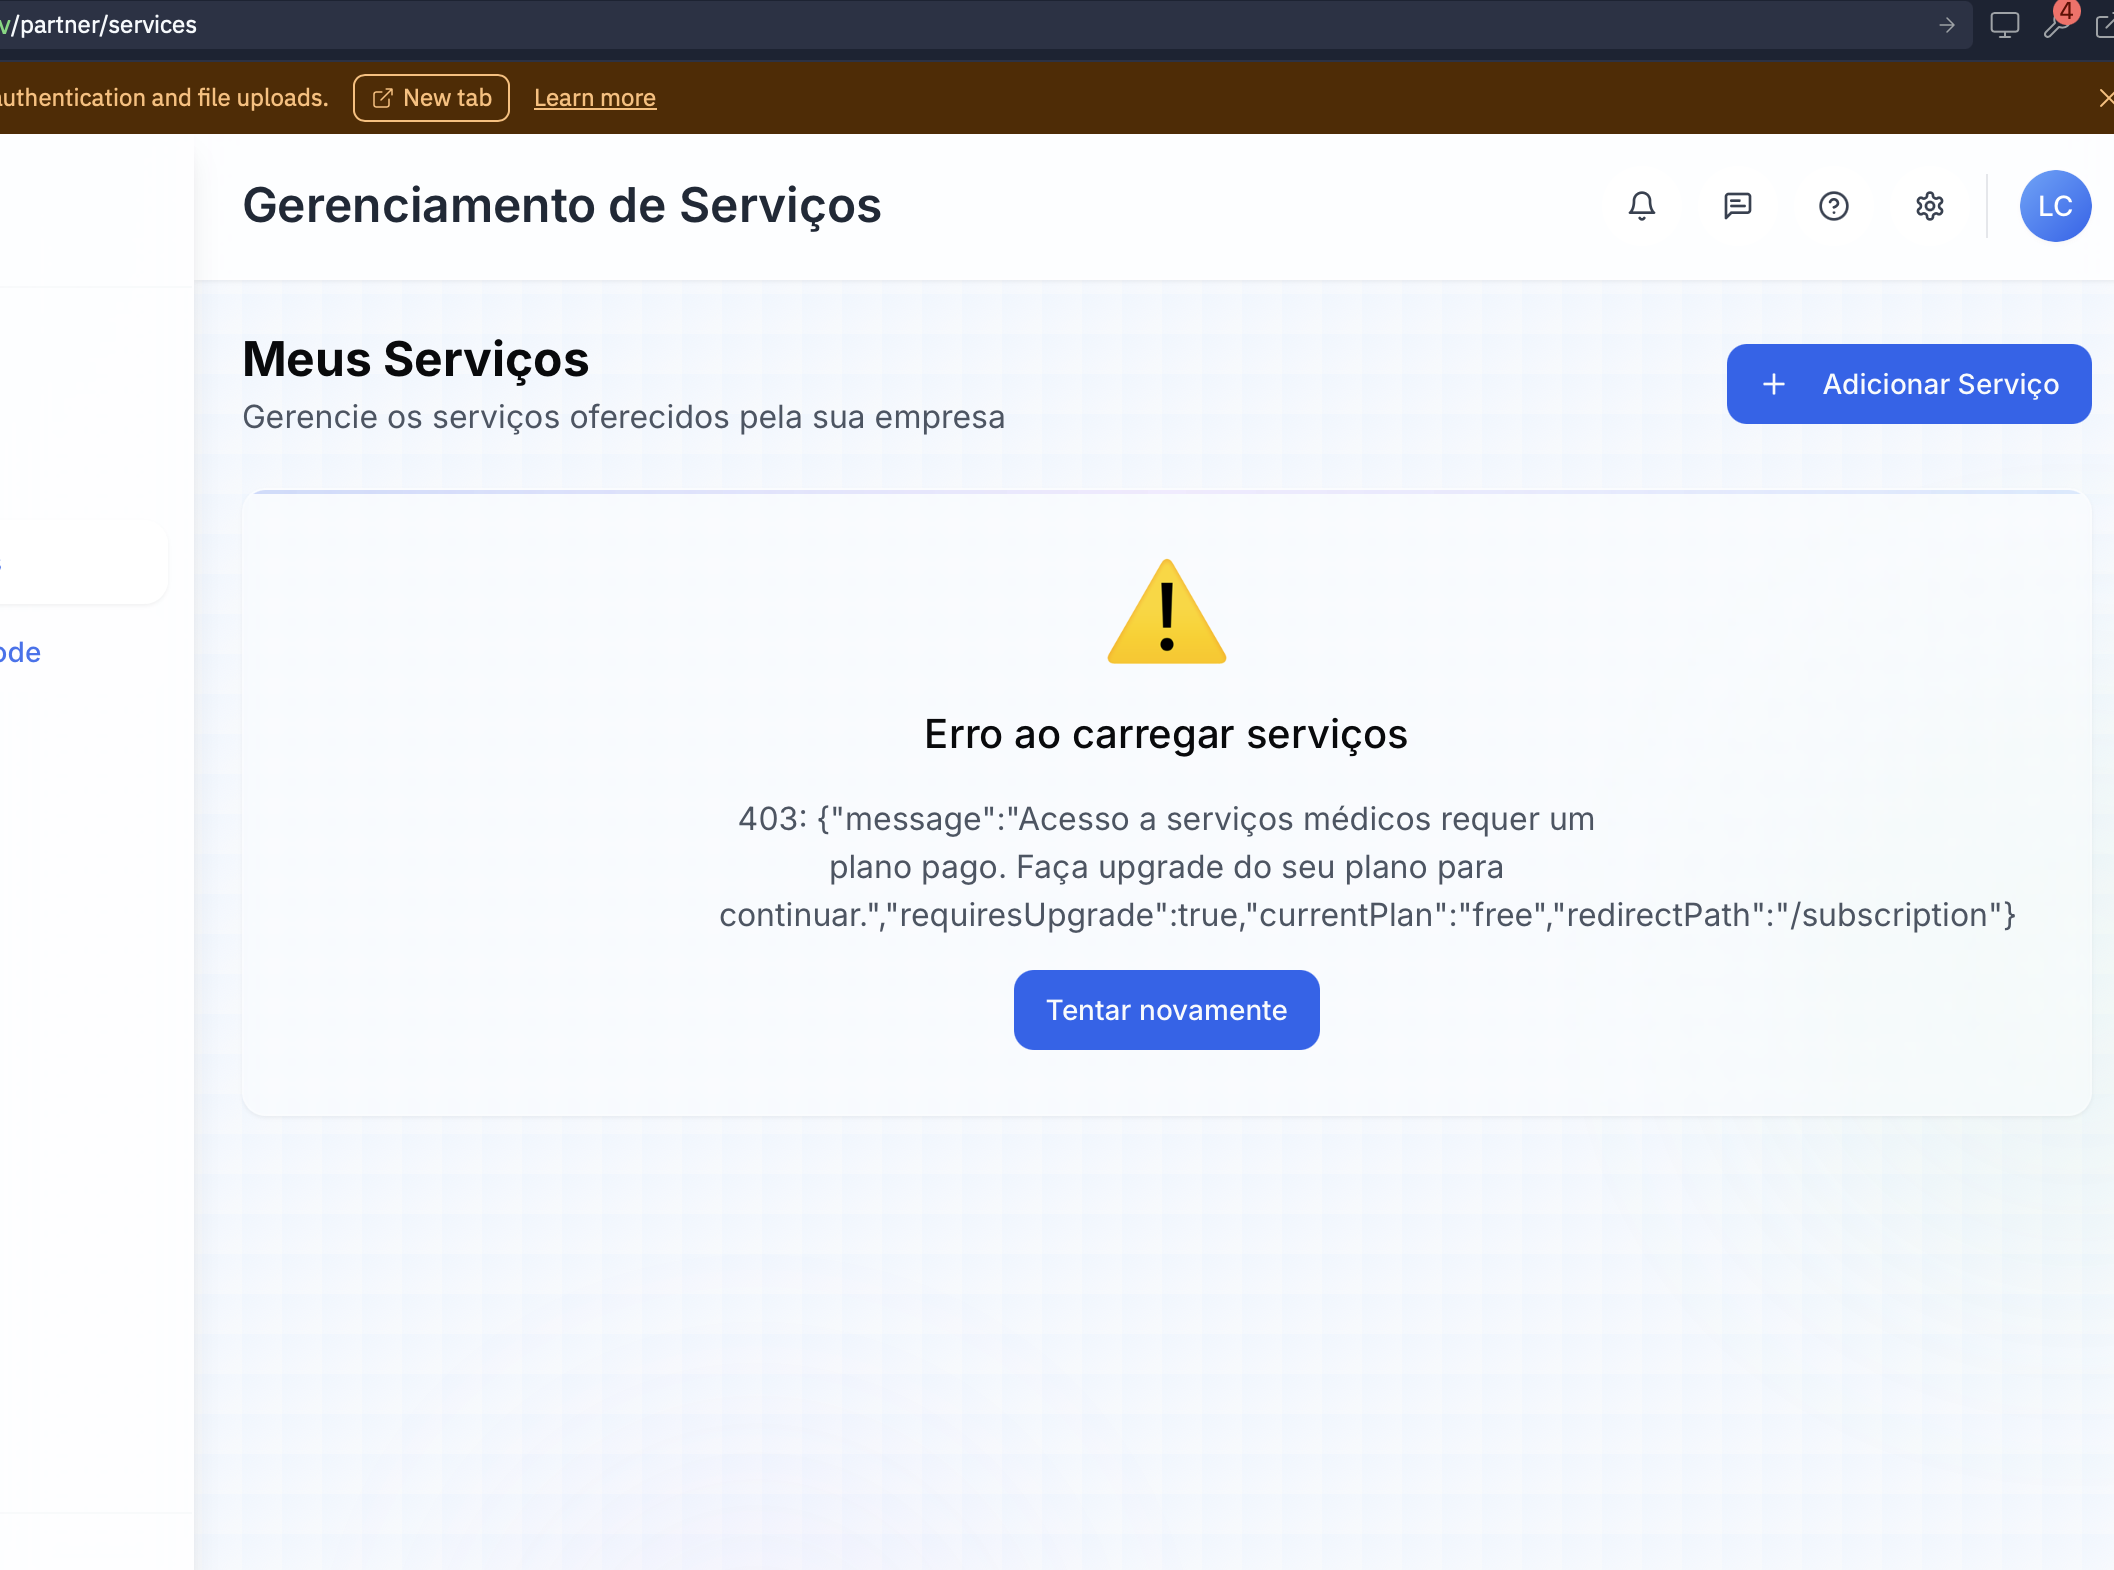 /partner/services
4
authentication and file uploads.
New tab
Learn more
Gerenciamento de Serviços
LC
Meus Serviços
Gerencie os serviços oferecidos pela sua empresa
+ Adicionar Serviço
Erro ao carregar serviços
403: {"message":"Acesso a serviços médicos requer um
plano pago. Faça upgrade do seu plano para
continuar.","requiresUpgrade":true,"currentPlan":"free","redirectPath":"/subscription"}
Tentar novamente